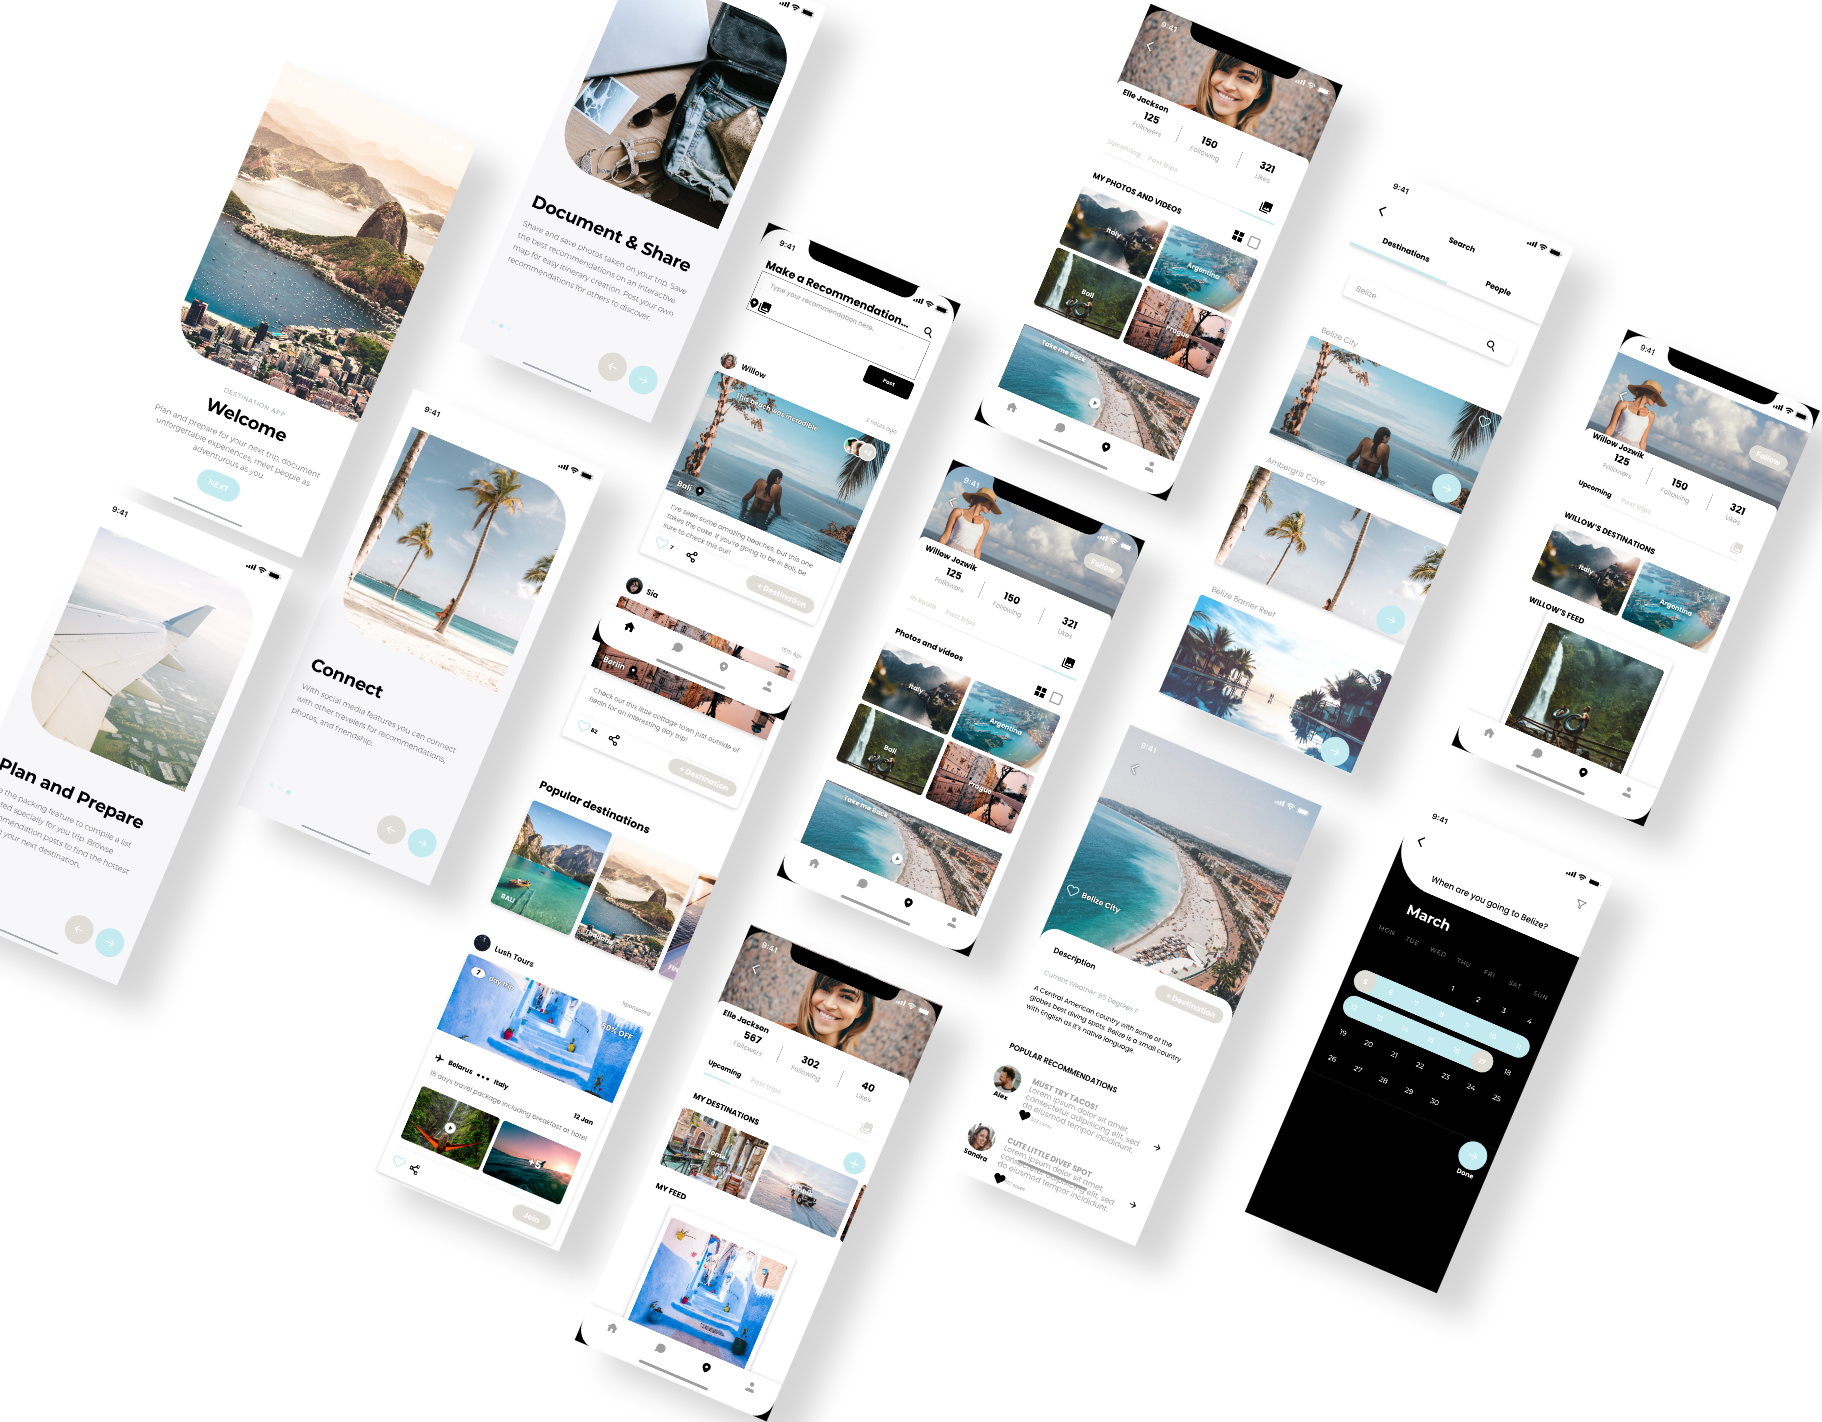 DESTINATION APP
Welcome
Plan and prepare for your next trip, document
unforgettable experiences, meet people as
adventurous as you.
NEXT
9:41
Plan and Prepare
the packing feature to compile a list
specially for you trip. Browse
posts to find the hottest
your next destination.
Document & Share
Share and save photos taken on your trip. Save
the best recommendations on an interactive
map for easy itinerary creation. Post your own
recommendations for others to discover.
9:41
Connect
With social media features you can connect
with other travelers for recommendations,
photos, and friendship.
9:41
Make a Recommendation...
Type your recommendation here.
Post
Willow
2 hours ago
This beach was incredible
Bali
I've seen some amazing beaches, but this one
takes the cake. If you're going to be in Bali, be
sure to check this out!
7
+ Destination
Sia
Berlin
Check out this little cottage town just outside of
Berlin for an interesting day trip!
62
+ Destination
Popular destinations
BALI
Lush Tours
Sponsored
7 day trip
50% OFF
Belarus
Italy
12 Jan
15 days travel package including breakfast at hotel
+5
Join
9:41
Elle Jackson
125
Followers
150
Following
321
Likes
Upcoming
Past trips
MY PHOTOS AND VIDEOS
Italy
Argentina
Bali
Prague
Take me Back
9:41
Willow Jozwik
Follow
125
Followers
150
Following
321
Likes
In Route
Past trips
Photos and videos
Italy
Argentina
Bali
Prague
Take me Back
9:41
Elle Jackson
567
Followers
302
Following
40
Likes
Upcoming
Past trips
MY DESTINATIONS
Rome
MY FEED
9:41
Search
Destinations
People
Belize
Belize City
Ambergris Caye
Belize Barrier Reef
9:41
Belize City
Description
+ Destination
Current Weather: 85 Degrees F
A Central American country with some of the
globes best diving spots. Belize is a small country
with English as it's native language.
POPULAR RECOMMENDATIONS
Alex
MUST TRY TACOS!
Lorem ipsum dolor sit amet,
consectetur adipisicing elit, sed
do eiusmod tempor incididunt.
Sandra
CUTE LITTLE DIVEF SPOT
Lorem ipsum dolor sit amet,
consectetur adipisicing elit, sed
do eiusmod tempor incididunt.
9:41
Willow Jozwik
Follow
125
Followers
150
Following
321
Likes
Upcoming
Past trips
WILLOW'S DESTINATIONS
Italy
Argentina
WILLOW'S FEED
9:41
When are you going to Belize?
March
MON TUE WED THU FRI SAT SUN
1 2 3 4
5 6 7 8 9 10 11
12 13 14 15 16 17 18
19 20 21 22 23 24 25
26 27 28 29 30
Done